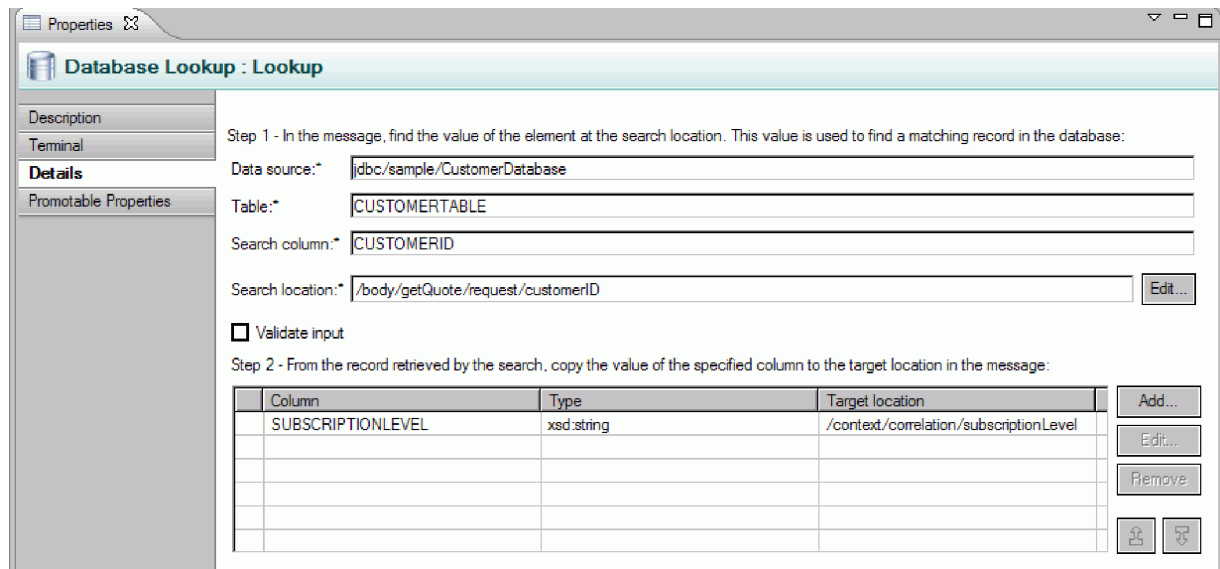 Properties
Database Lookup : Lookup
Description
Terminal
Details
Promotable Properties
Step 1 - In the message, find the value of the element at the search location. This value is used to find a matching record in the database:
Data source:* jdbc/sample/CustomerDatabase
Table:* CUSTOMERTABLE
Search column:* CUSTOMERID
Search location:* /body/getQuote/request/customerID Edit...
Validate input
Step 2 - From the record retrieved by the search, copy the value of the specified column to the target location in the message:
Column Type Target location Add...
SUBSCRIPTIONLEVEL xsd:string /context/correlation/subscriptionLevel
Edit...
Remove